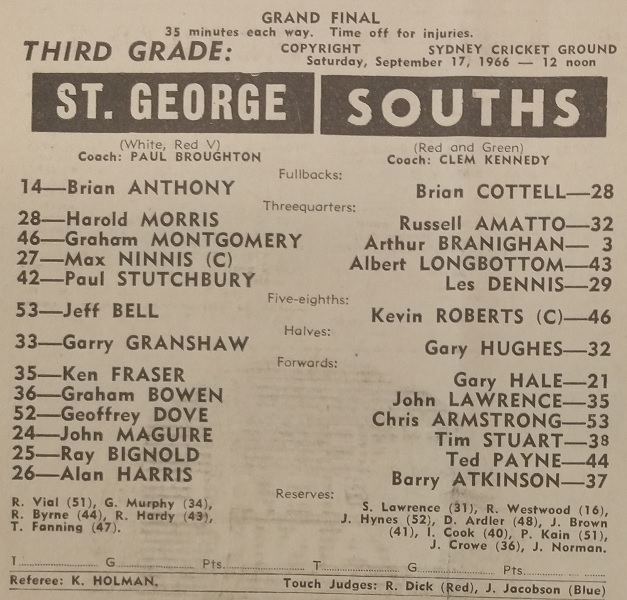 GRAND FINAL
35 minutes each way. Time off for injuries.
THIRD GRADE: COPYRIGHT SYDNEY CRICKET GROUND
Saturday, September 17, 1966 — 12 noon
ST. GEORGE SOUTHS
(White, Red V) (Red and Green)
Coach: PAUL BROUGHTON Coach: CLEM KENNEDY
Fullbacks:
14—Brian ANTHONY Brian COTTELL—28
Threequarters:
28—Harold MORRIS Russell AMATTO—32
46—Graham MONTGOMERY Arthur BRANIGHAN— 3
27—Max NINNIS (C) Albert LONGBOTTOM—43
42—Paul STUTCHBURY Les DENNIS—29
Five-eighths:
53—Jeff BELL Kevin ROBERTS (C)—46
Halves:
33—Garry GRANSHAW Gary HUGHES—32
Forwards:
35—Ken FRASER Gary HALE—21
36—Graham BOWEN John LAWRENCE—35
52—Geoffrey DOVE Chris ARMSTRONG—53
24—John MAGUIRE Tim STUART—38
25—Ray BIGNOLD Ted PAYNE—44
26—Alan HARRIS Barry ATKINSON—37
Reserves:
R. Vial (51), G. Murphy (34),
R. Byrne (44), R. Hardy (43),
T. Fanning (47).
S. Lawrence (31), R. Westwood (16),
J. Hynes (52), D. Ardler (48), J. Brown
(41), I. Cook (40), P. Kain (51),
J. Crowe (36), J. Norman.
T.................... G.................... Pts.................... T.................... G.................... Pts....................
Referee: K. HOLMAN. Touch Judges: R. Dick (Red), J. Jacobson (Blue)